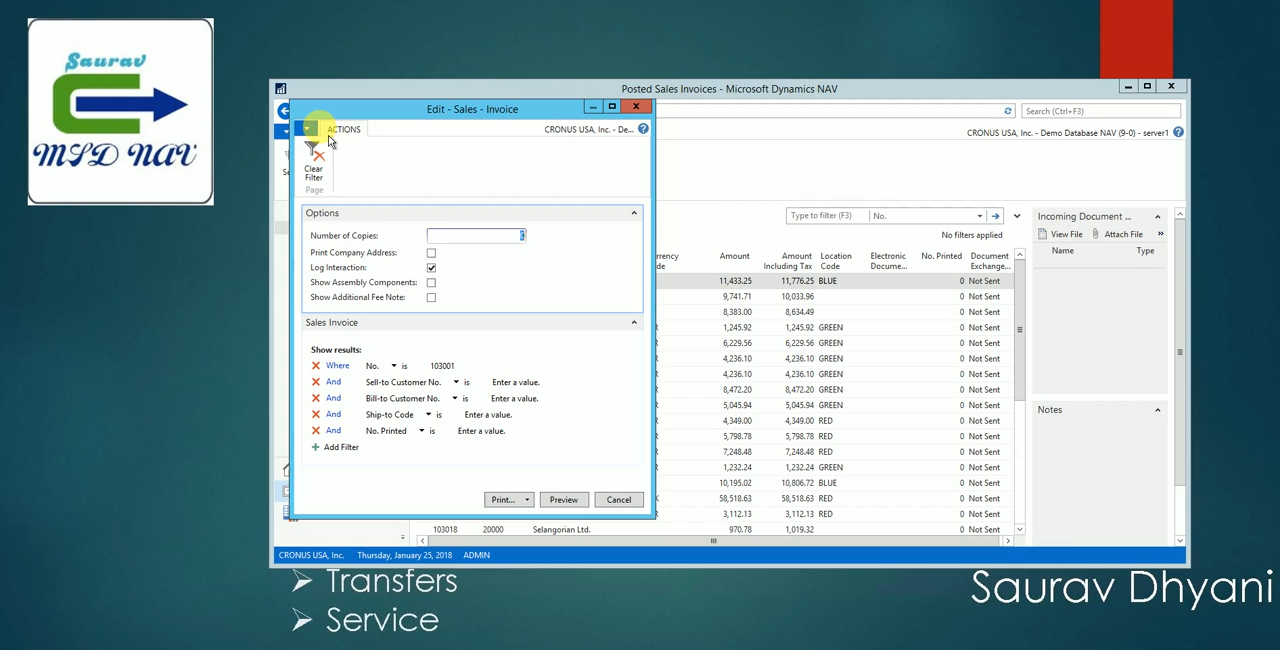 Saurav
MSD NAV
Posted Sales Invoices - Microsoft Dynamics NAV
Search (Ctrl+F3)
CRONUS USA, Inc. - Demo Database NAV (9-0) - server1
Edit - Sales - Invoice
ACTIONS
CRONUS USA, Inc. - De...
Clear
Filter
Page
Options
Number of Copies:
Print Company Address:
Log Interaction:
Show Assembly Components:
Show Additional Fee Note:
Sales Invoice
Show results:
Where No. is 103001
And Sell-to Customer No. is Enter a value.
And Bill-to Customer No. is Enter a value.
And Ship-to Code is Enter a value.
And No. Printed is Enter a value.
Add Filter
Print... Preview Cancel
Type to filter (F3) No.
No filters applied
Amount Amount Including Tax Location Code Electronic Docume... No. Printed Document Exchange...
11,433.25 11,776.25 BLUE 0 Not Sent
9,741.71 10,033.96 0 Not Sent
8,383.00 8,634.49 0 Not Sent
1,245.92 1,245.92 GREEN 0 Not Sent
6,229.56 6,229.56 GREEN 0 Not Sent
4,236.10 4,236.10 GREEN 0 Not Sent
4,236.10 4,236.10 GREEN 0 Not Sent
8,472.20 8,472.20 GREEN 0 Not Sent
5,045.94 5,045.94 GREEN 0 Not Sent
4,349.00 4,349.00 RED 0 Not Sent
5,798.78 5,798.78 RED 0 Not Sent
7,248.48 7,248.48 RED 0 Not Sent
1,232.24 1,232.24 GREEN 0 Not Sent
10,195.02 10,806.72 BLUE 0 Not Sent
58,518.63 58,518.63 RED 0 Not Sent
3,112.13 3,112.13 RED 0 Not Sent
103018 20000 Selangorian Ltd. 970.78 1,019.32 0 Not Sent
Incoming Document ...
View File Attach File
Name Type
Notes
CRONUS USA, Inc. Thursday, January 25, 2018 ADMIN
Transfers
Service
Saurav Dhyani